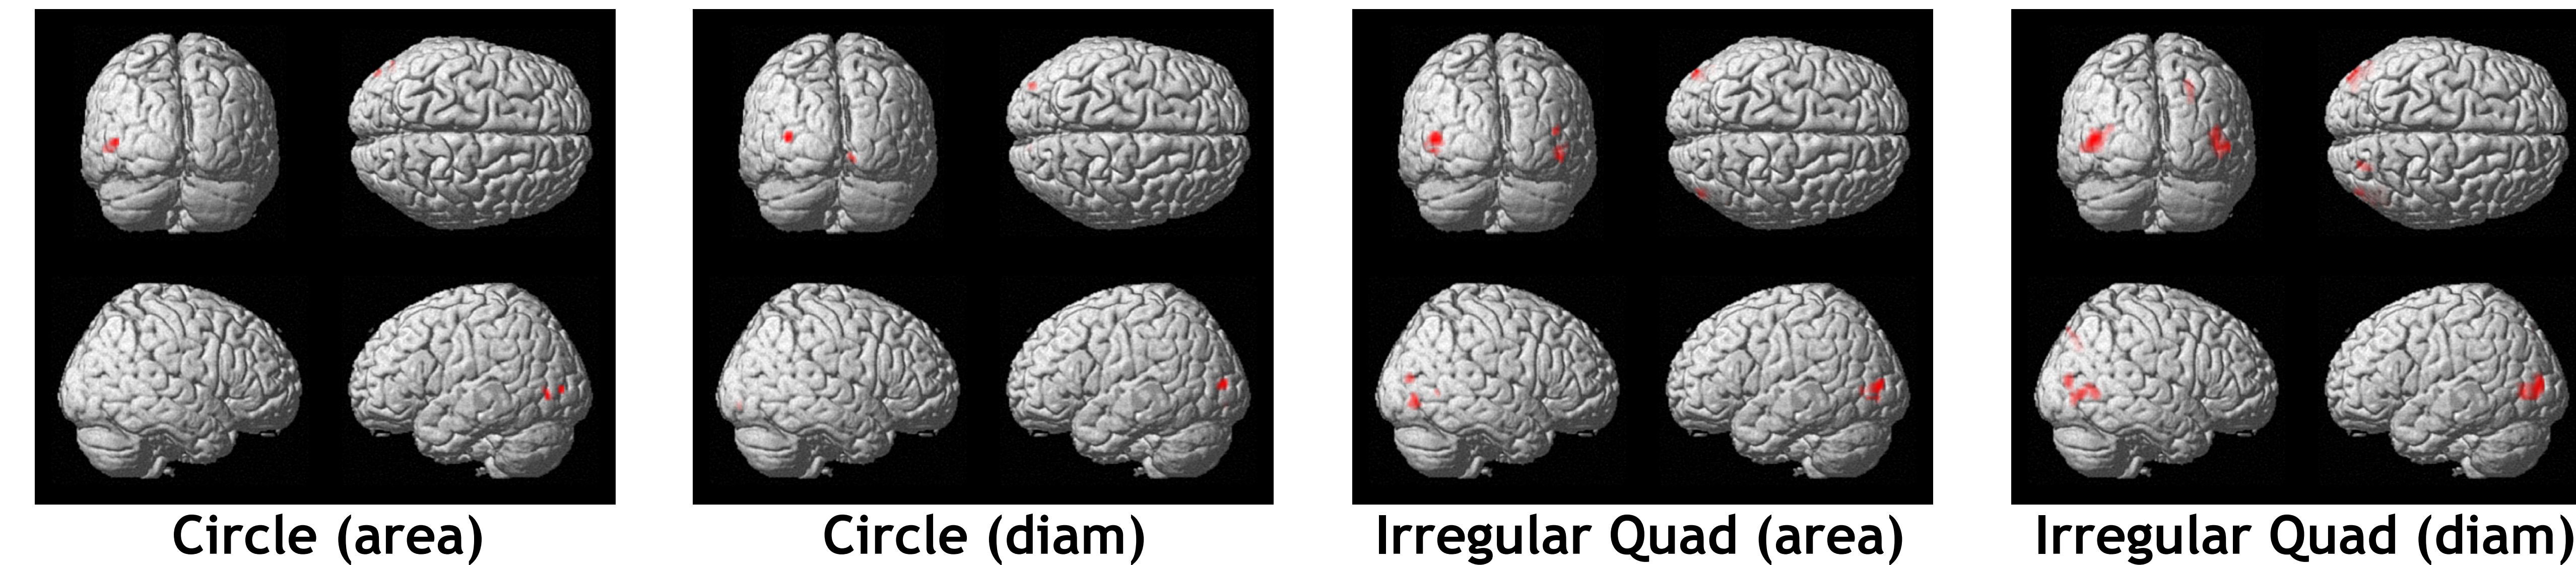 Circle (area)
Circle (diam)
Irregular Quad (area)
Irregular Quad (diam)